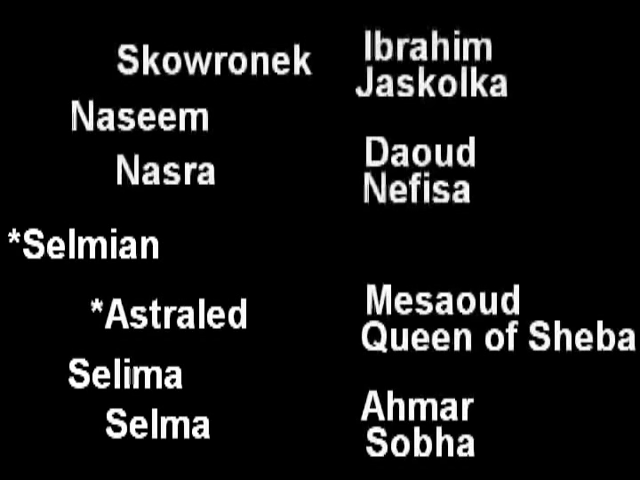 Skowronek
Ibrahim
Jaskolka
Naseem
Nasra
Daoud
Nefisa
*Selmian
*Astraled
Mesaoud
Queen of Sheba
Selima
Selma
Ahmar
Sobha